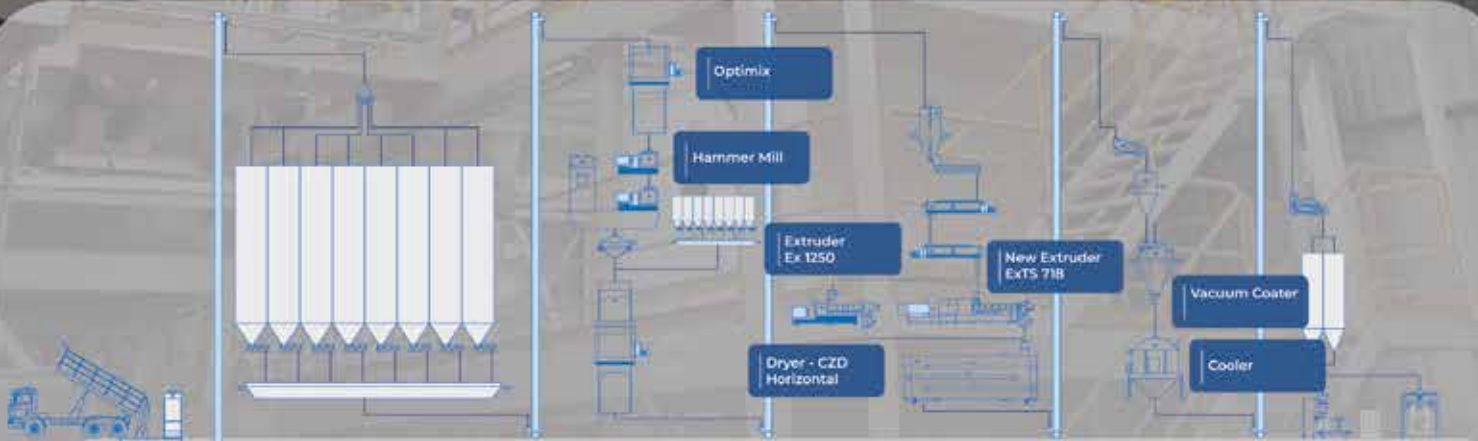 Optimix
Hammer Mill
Extruder
Ex 1250
New Extruder
ExTS 718
Vacuum Coater
Dryer - CZD
Horizontal
Cooler